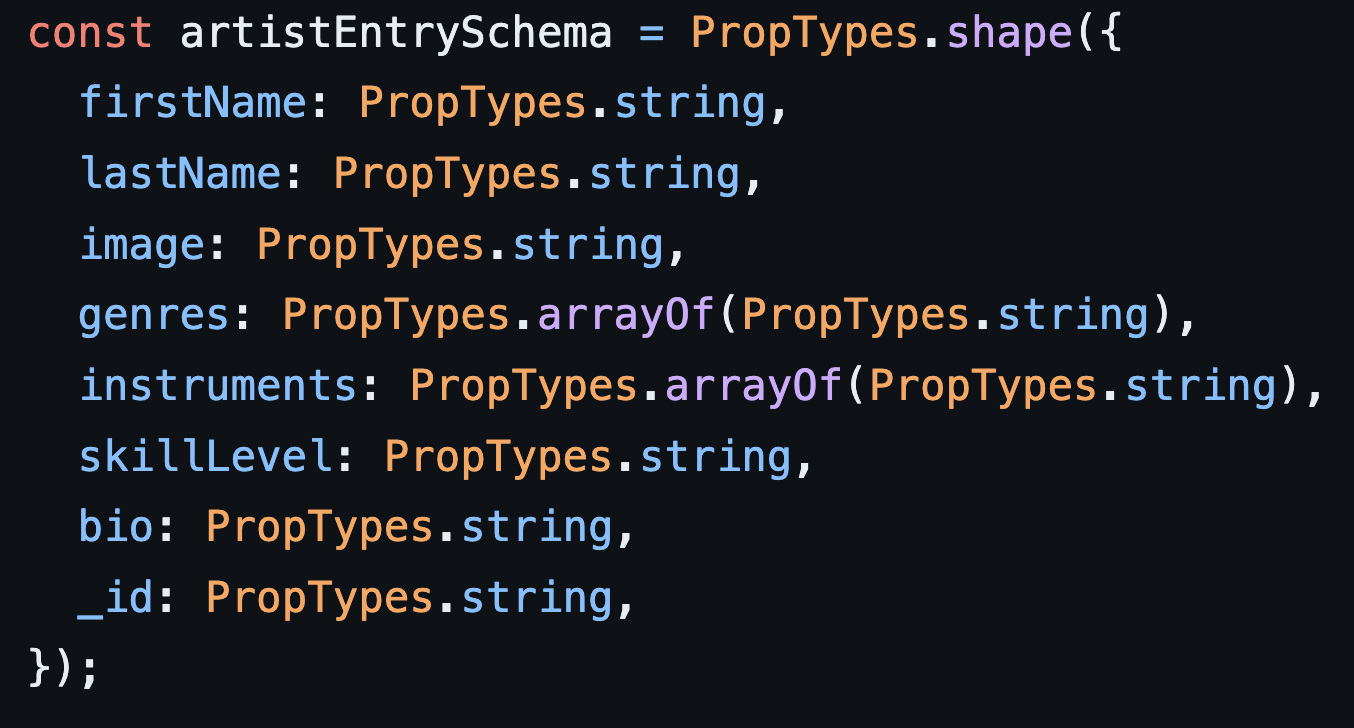 const artistEntrySchema = PropTypes.shape({
  firstName: PropTypes.string,
  lastName: PropTypes.string,
  image: PropTypes.string,
  genres: PropTypes.arrayOf(PropTypes.string),
  instruments: PropTypes.arrayOf(PropTypes.string),
  skillLevel: PropTypes.string,
  bio: PropTypes.string,
  _id: PropTypes.string,
});